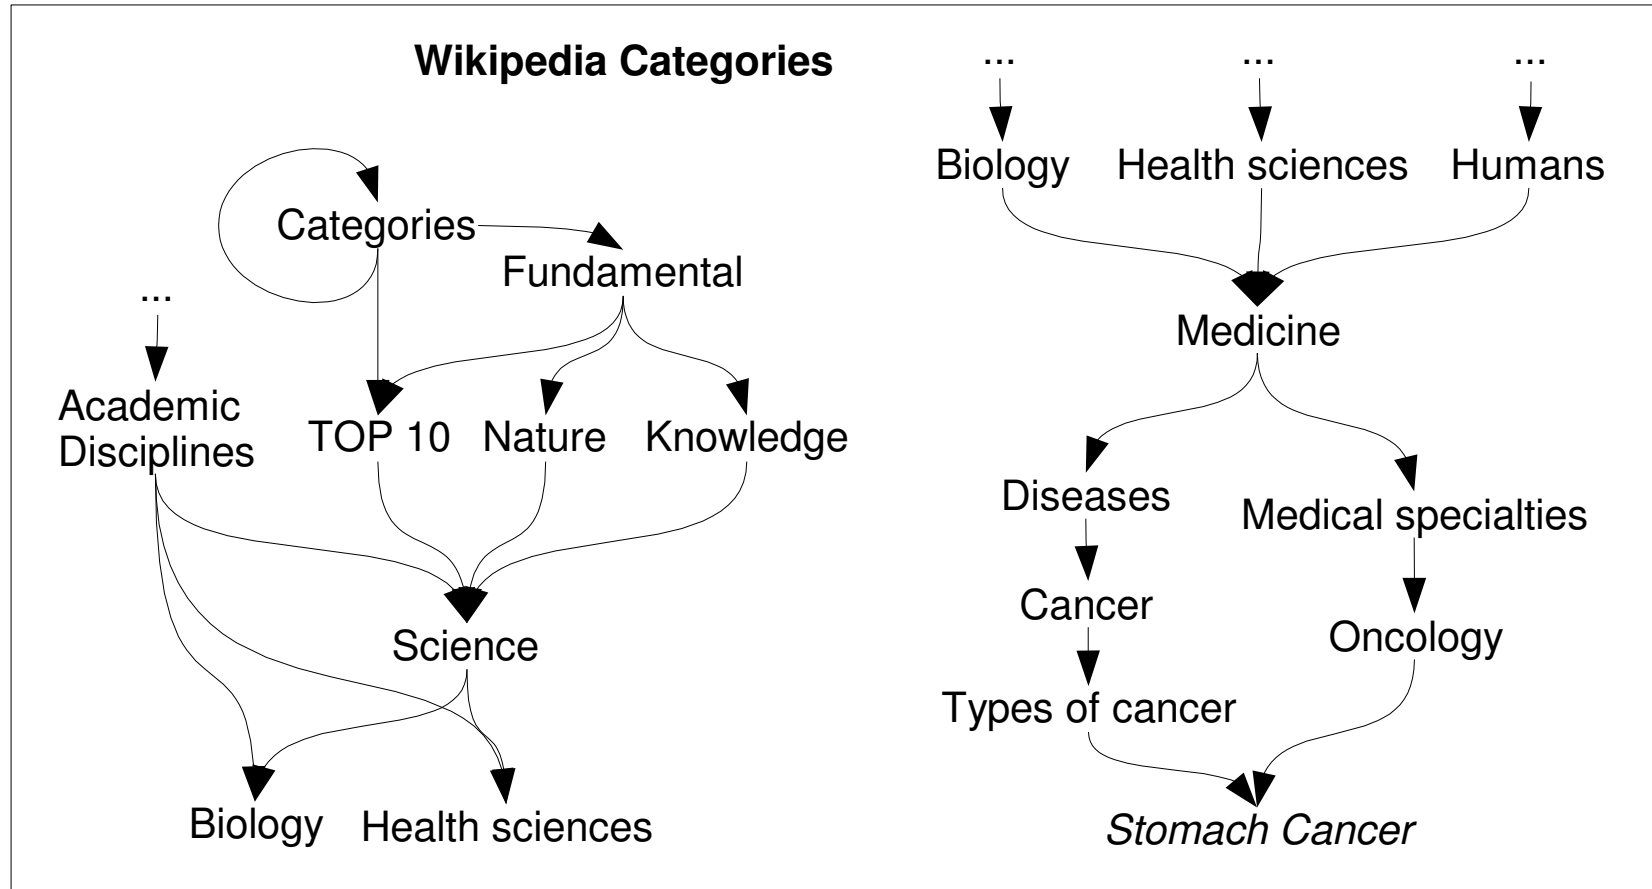 Wikipedia Categories
Categories
Fundamental
...
Academic
Disciplines
TOP 10
Nature
Knowledge
Science
Biology
Health sciences
...
...
...
Biology
Health sciences
Humans
Medicine
Diseases
Medical specialties
Cancer
Oncology
Types of cancer
Stomach Cancer